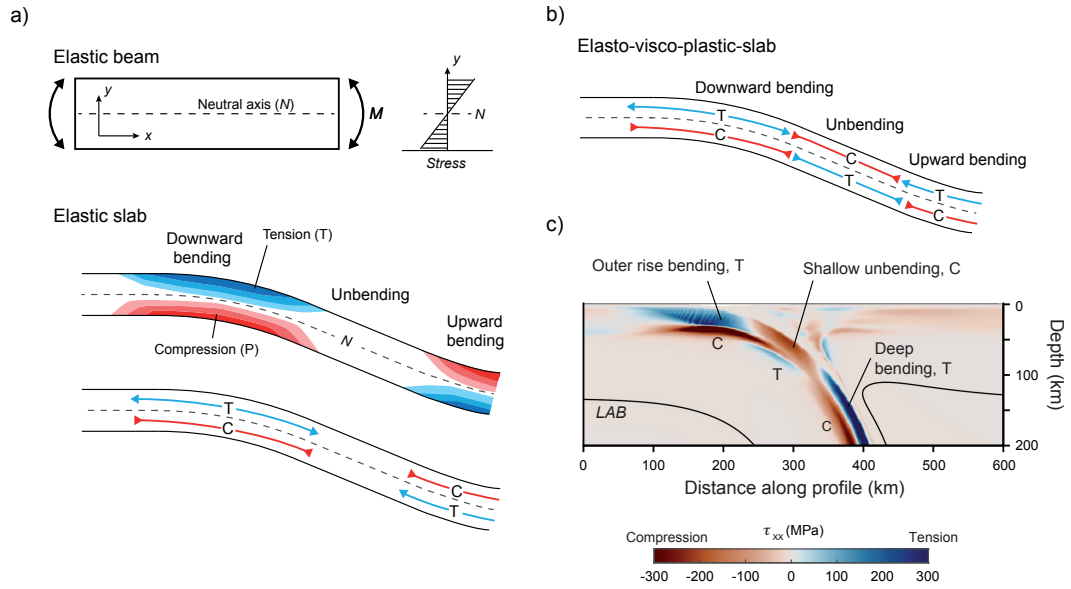 a)
Elastic beam
y
Neutral axis (N)
x
M
y
N
Stress
Elastic slab
Downward
bending
Tension (T)
Unbending
Upward
bending
N
Compression (P)
T
C
C
T
b)
Elasto-visco-plastic-slab
Downward bending
T
C
Unbending
C
T
Upward bending
T
C
c)
Outer rise bending, T
Shallow unbending, C
C
T
Deep
bending, T
C
LAB
0
100
200
Depth (km)
0
100
200
300
400
500
600
Distance along profile (km)
Compression
τxx (MPa)
Tension
-300
-200
-100
0
100
200
300